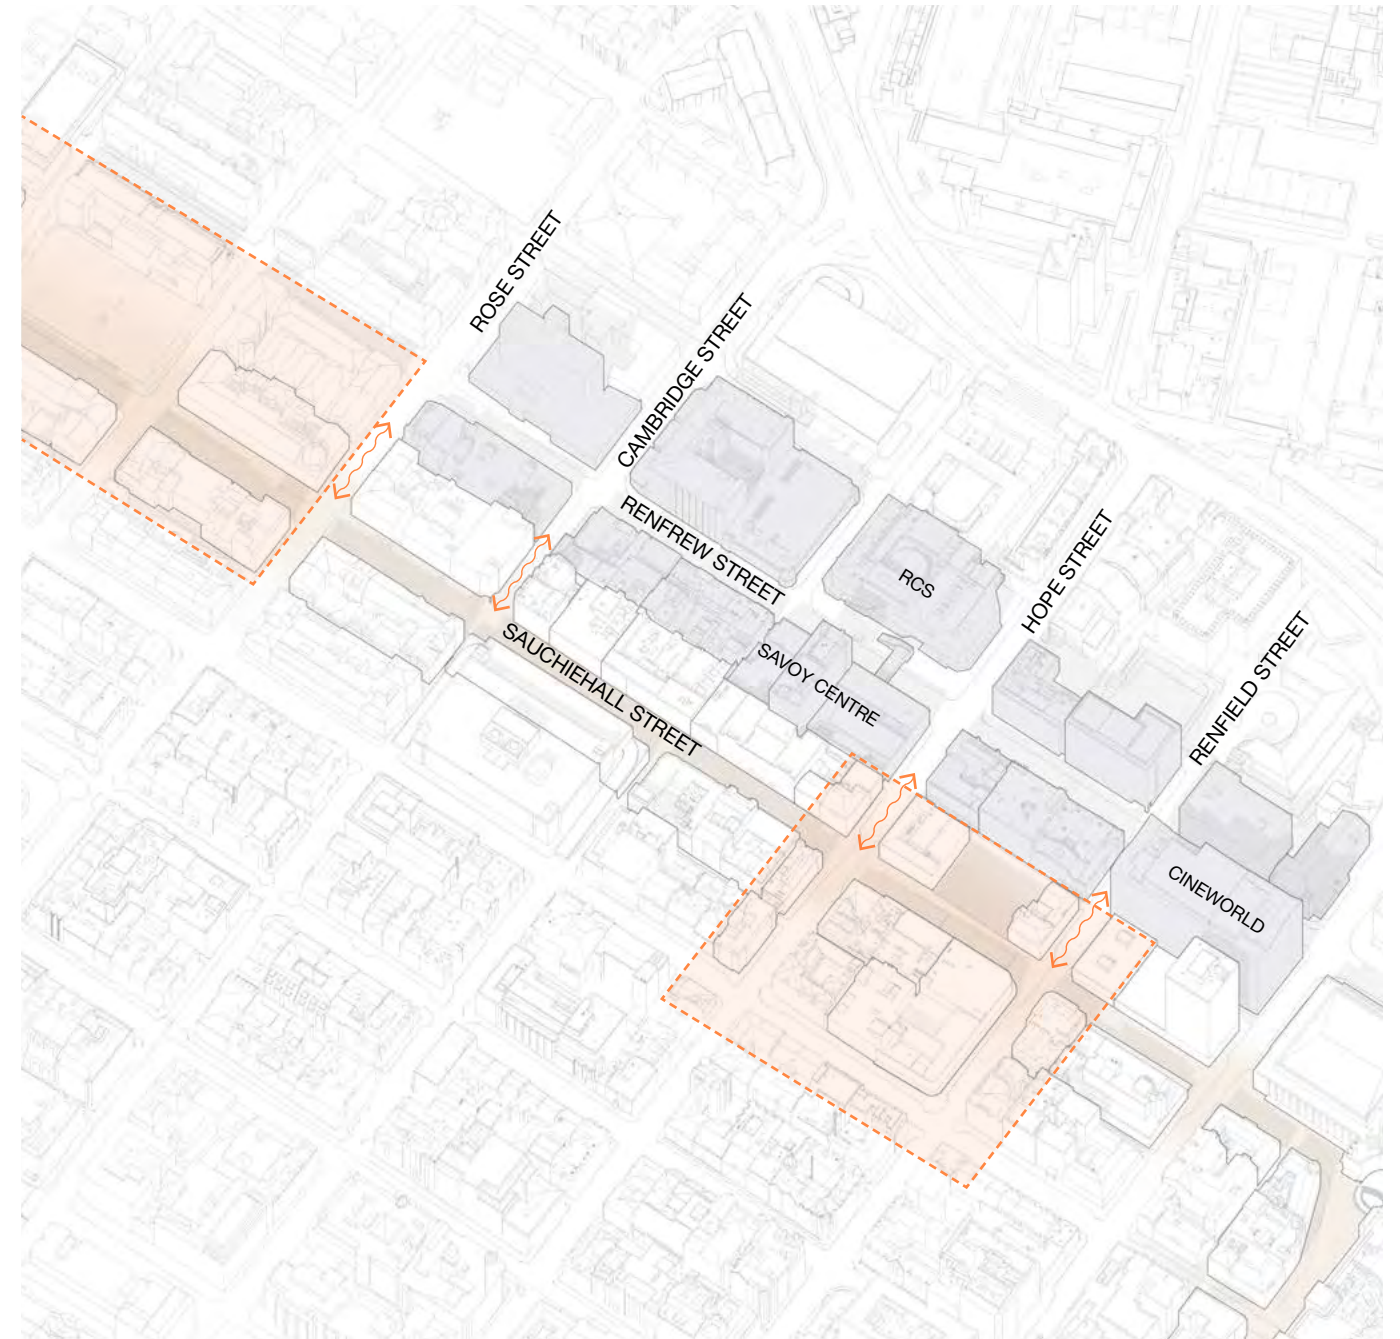 ROSE STREET
CAMBRIDGE STREET
RENFREW STREET
RCS
HOPE STREET
SAVOY CENTRE
SAUCHIEHALL STREET
RENFIELD STREET
CINEWORLD